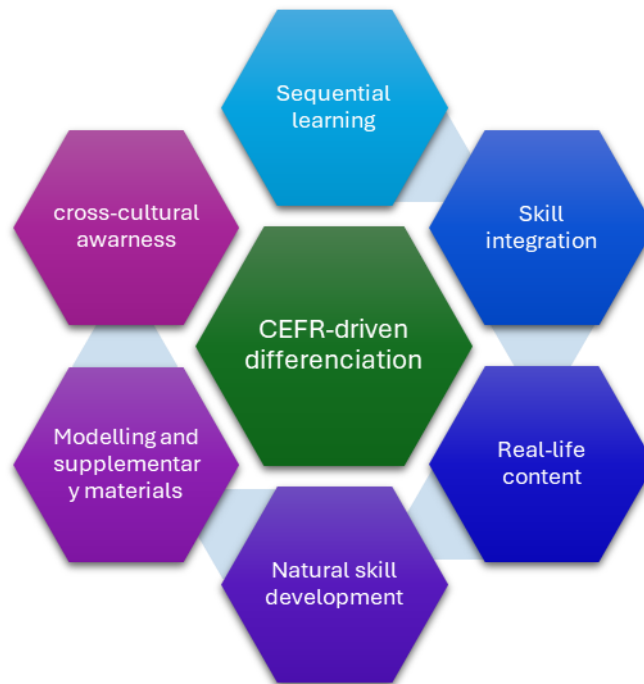 Sequential
learning
cross-cultural
awarness
Skill
integration
CEFR-driven
differenciation
Modelling and
supplementar
y materials
Real-life
content
Natural skill
development